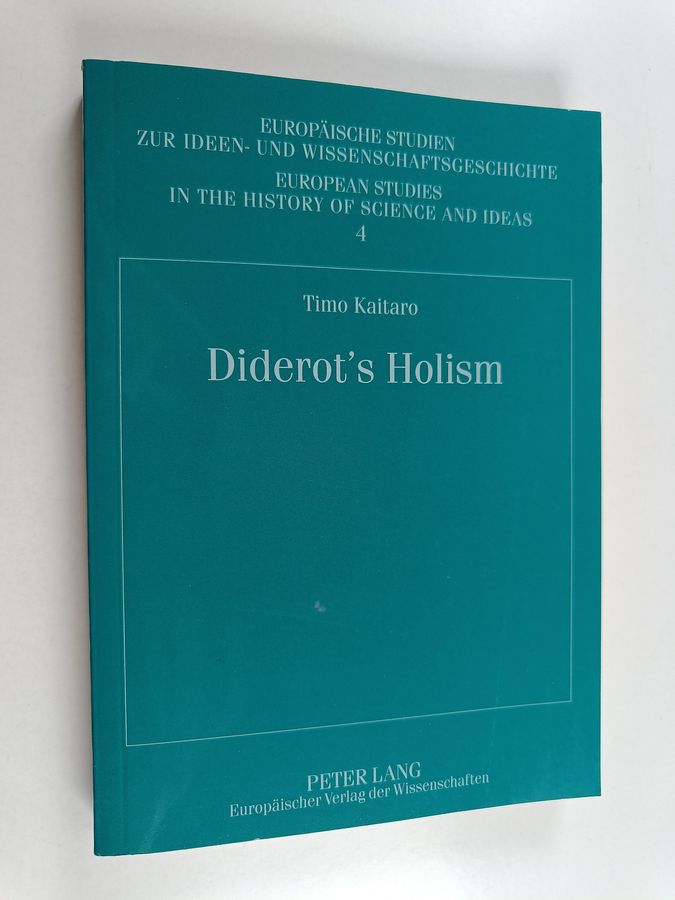 EUROPÄISCHE STUDIEN
ZUR IDEEN- UND WISSENSCHAFTSGESCHICHTE
EUROPEAN STUDIES
IN THE HISTORY OF SCIENCE AND IDEAS
4
Timo Kaitaro
Diderot's Holism
PETER LANG
Europäischer Verlag der Wissenschaften